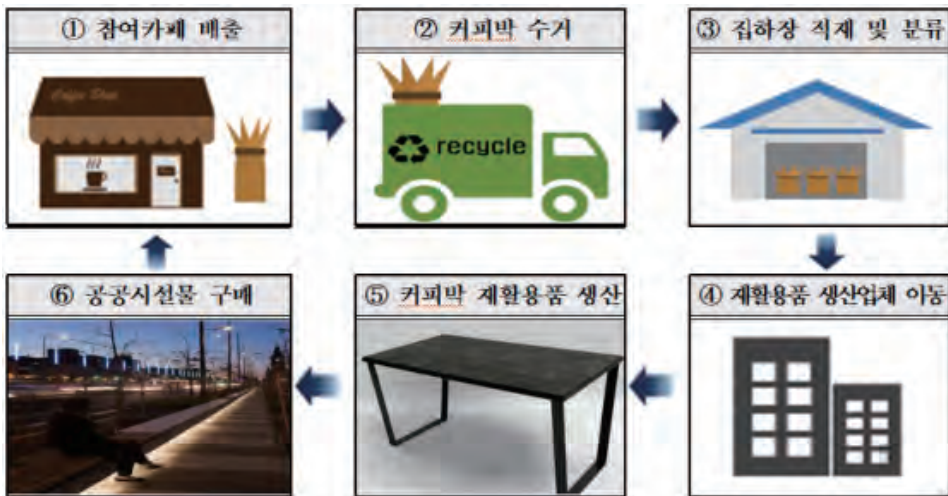 ① 참여카페 배출
② 커피박 수거
③ 집하장 적재 및 분류
Coffee Shop
recycle
④ 재활용품 생산업체 이동
⑤ 커피박 재활용품 생산
⑥ 공공시설물 구매